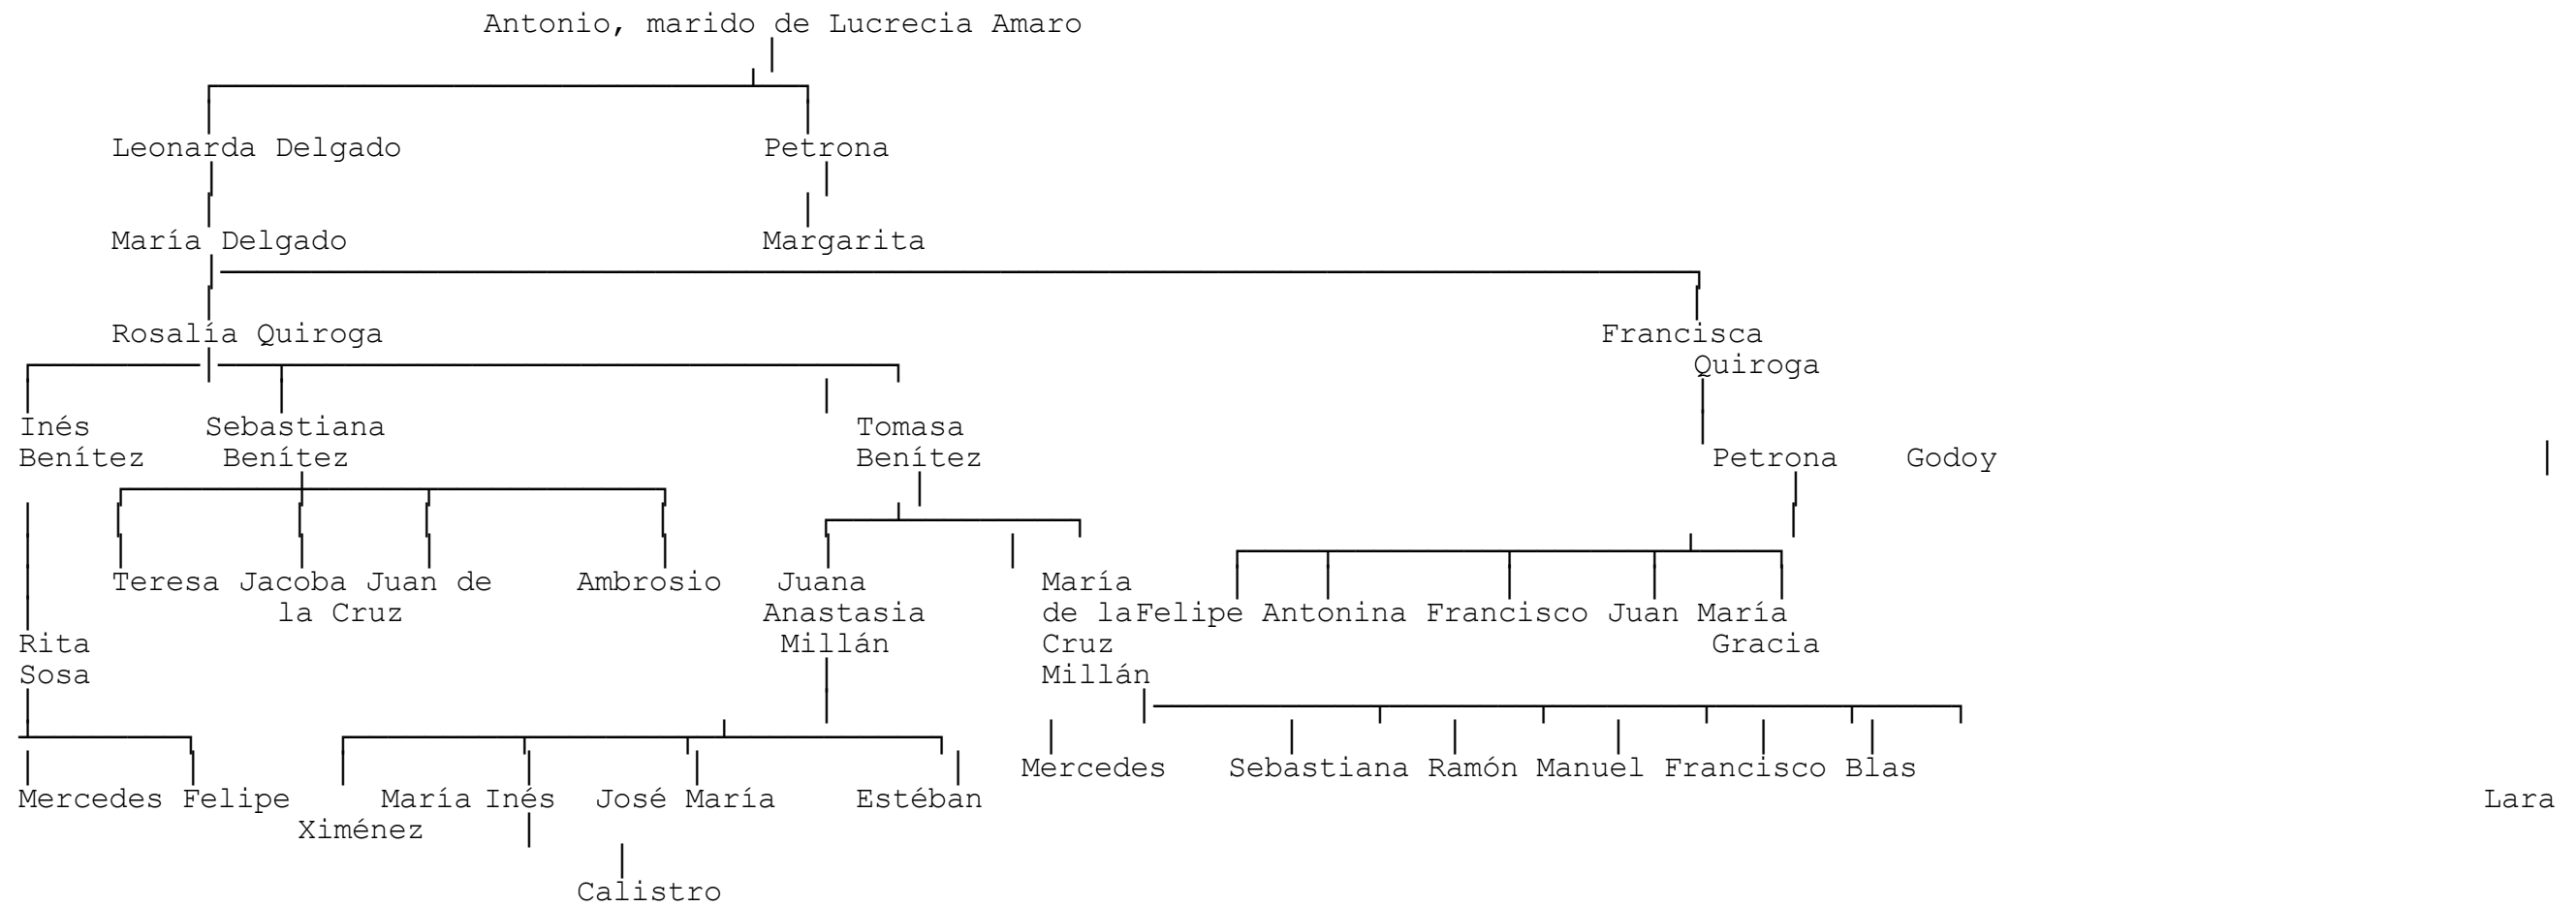 Antonio, marido de Lucrecia Amaro
Leonarda Delgado Petrona
María Delgado Margarita
Rosalía Quiroga Francisca
Quiroga
Inés Sebastiana Tomasa
Benítez Benítez Benítez Petrona Godoy
Teresa Jacoba Juan de Ambrosio Juana María
la Cruz Anastasia de laFelipe Antonina Francisco Juan María
Rita Millán Cruz Gracia
Sosa Millán
Mercedes Sebastiana Ramón Manuel Francisco Blas
Mercedes Felipe María Inés José María Estéban Lara
Ximénez
Calistro